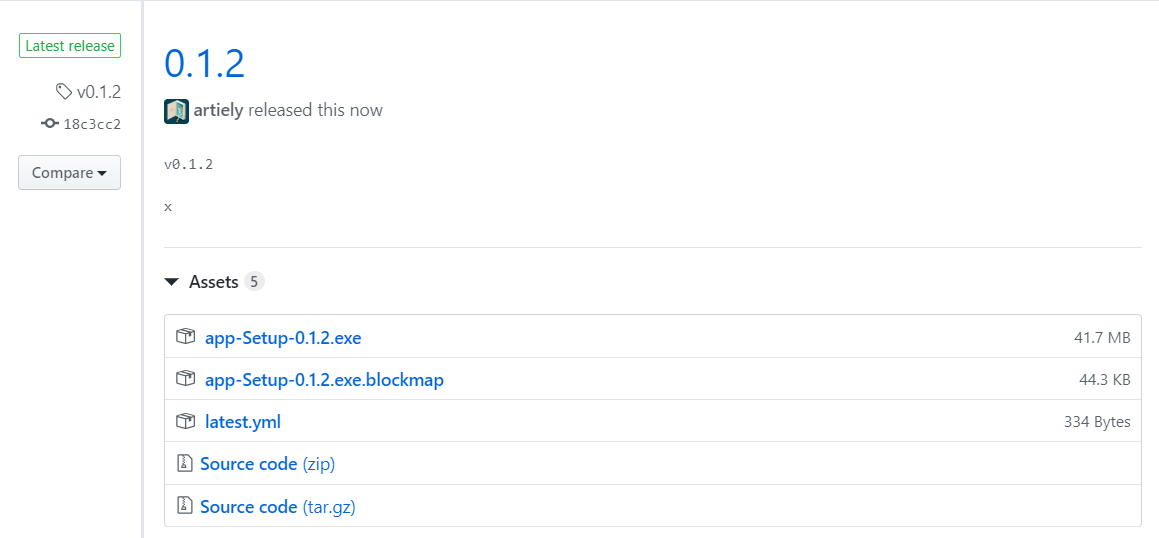 Latest release
v0.1.2
18c3cc2
Compare
0.1.2
artiely released this now
v0.1.2
x
Assets 5
app-Setup-0.1.2.exe 41.7 MB
app-Setup-0.1.2.exe.blockmap 44.3 KB
latest.yml 334 Bytes
Source code (zip)
Source code (tar.gz)